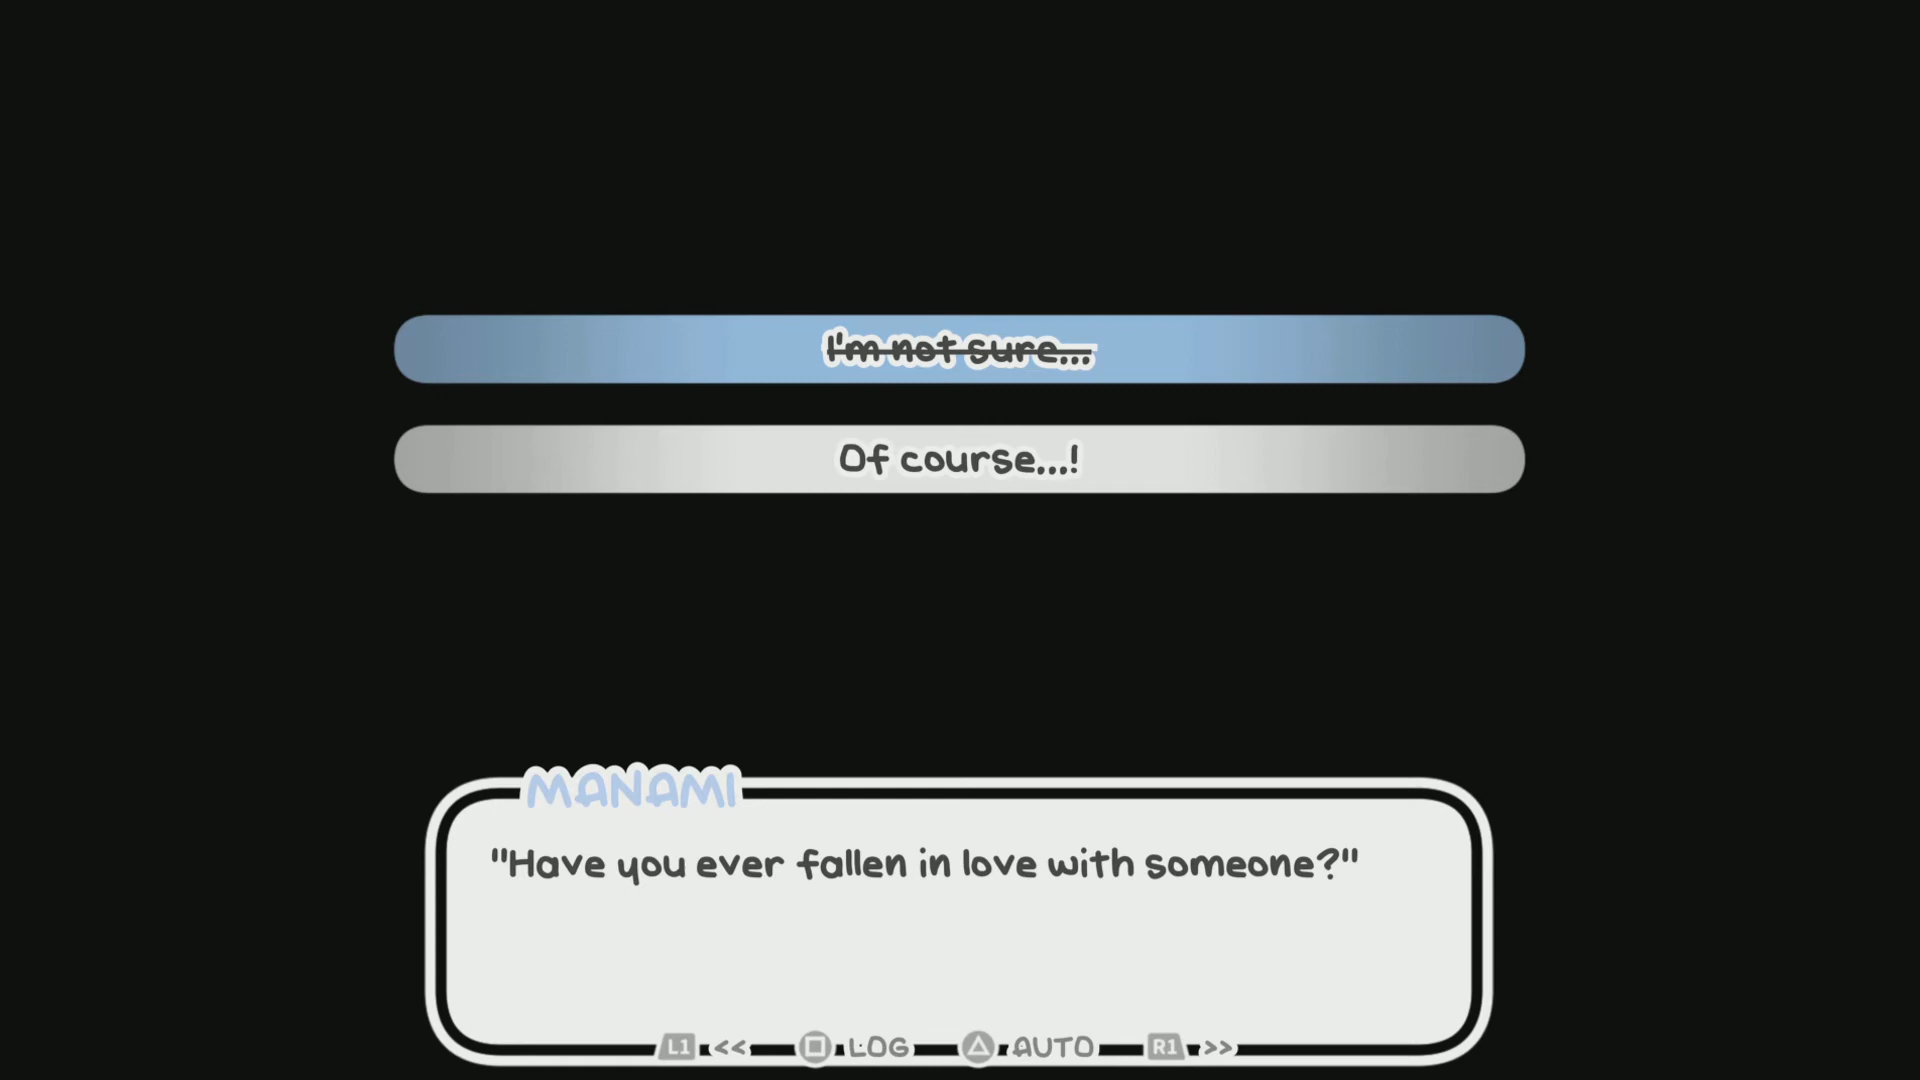 I'm not sure...
Of course...!
MANAMI
"Have you ever fallen in love with someone?"
L1 << LOG AUTO R1 >>